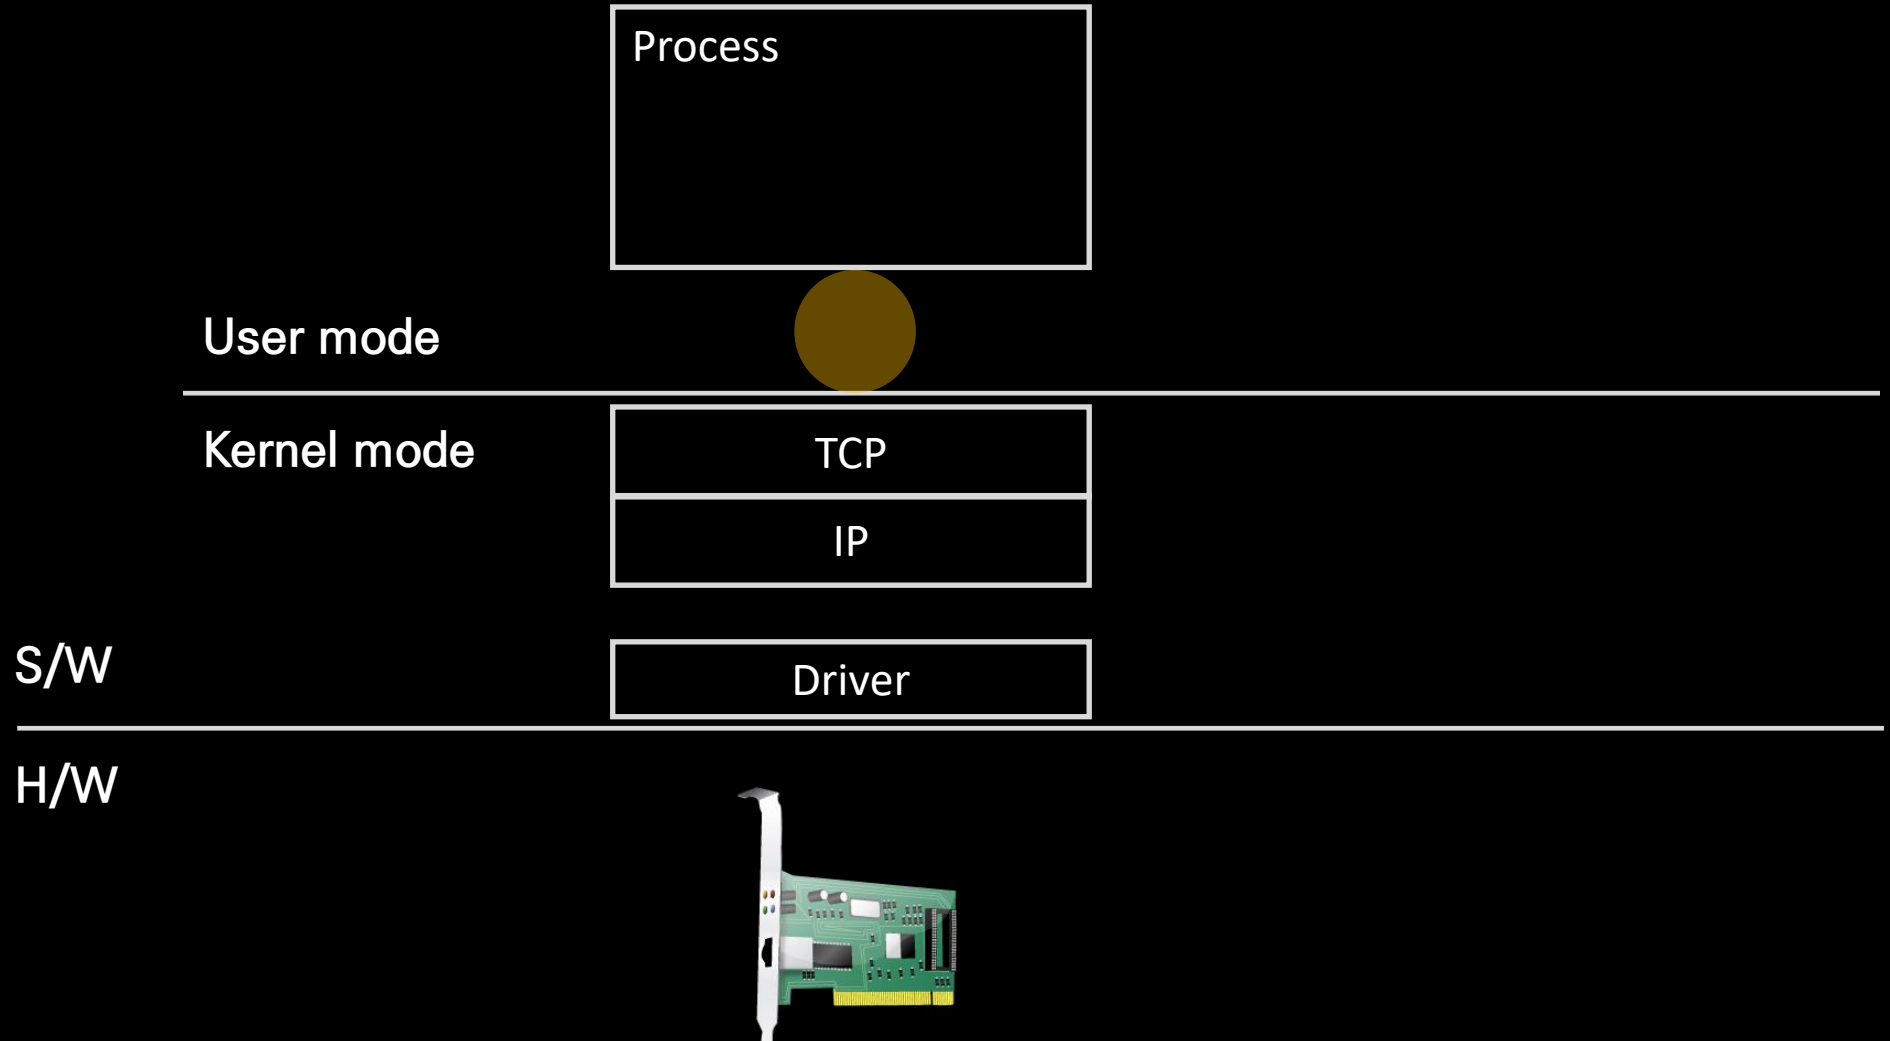 Process
User mode
Kernel mode
TCP
IP
S/W
Driver
H/W